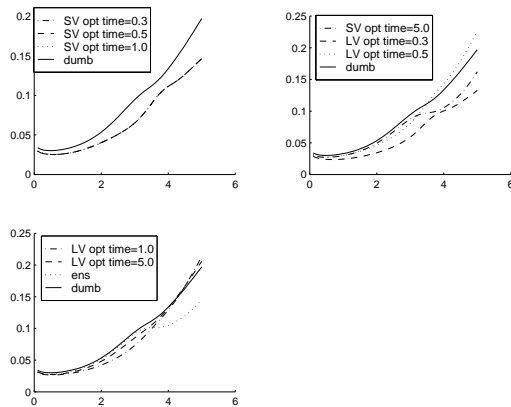 SV opt time=0.3
SV opt time=0.5
SV opt time=1.0
dumb
0.2
0.15
0.1
0.05
0
0 2 4 6
SV opt time=5.0
LV opt time=0.3
LV opt time=0.5
dumb
0.25
0.2
0.15
0.1
0.05
0
0 2 4 6
LV opt time=1.0
LV opt time=5.0
ens
dumb
0.25
0.2
0.15
0.1
0.05
0
0 2 4 6